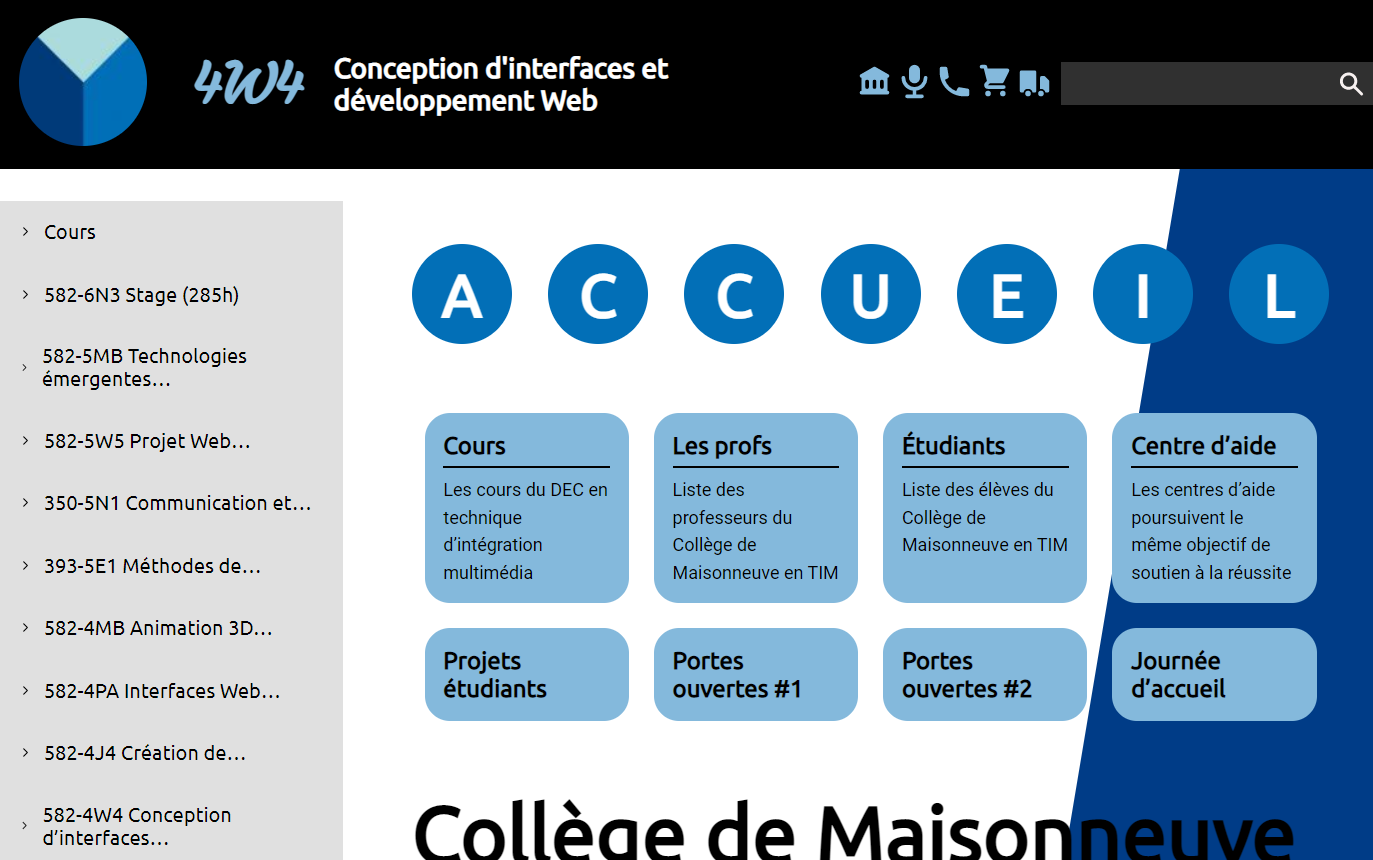 4W4
Conception d'interfaces et
développement Web
Cours
582-6N3 Stage (285h)
582-5MB Technologies
émergentes…
582-5W5 Projet Web…
350-5N1 Communication et…
393-5E1 Méthodes de…
582-4MB Animation 3D…
582-4PA Interfaces Web…
582-4J4 Création de…
582-4W4 Conception
d’interfaces…
A C C U E I L
Cours
Les cours du DEC en
technique
d’intégration
multimédia
Les profs
Liste des
professeurs du
Collège de
Maisonneuve en TIM
Étudiants
Liste des élèves du
Collège de
Maisonneuve en TIM
Centre d’aide
Les centres d’aide
poursuivent le
même objectif de
soutien à la réussite
Projets
étudiants
Portes
ouvertes #1
Portes
ouvertes #2
Journée
d’accueil
Collège de Maisonneuve